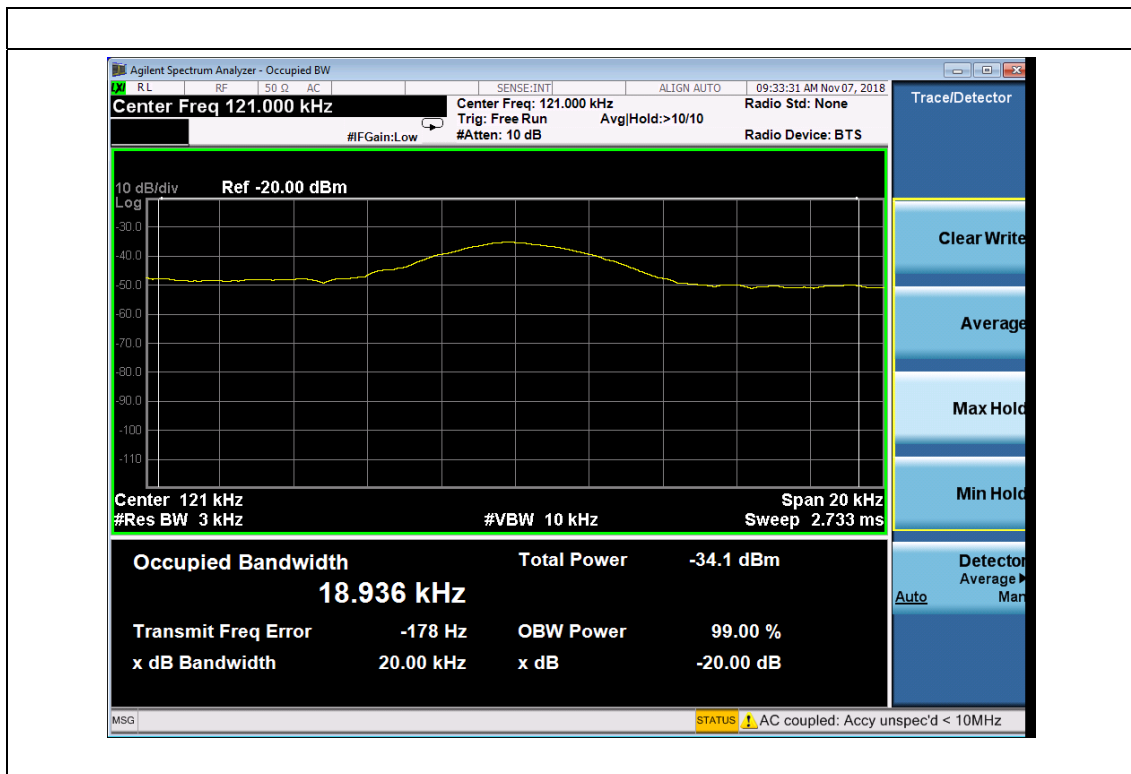 Agilent Spectrum Analyzer - Occupied BW
LXI RL RF 50 Ω AC SENSE:INT ALIGN AUTO 09:33:31 AM Nov 07, 2018
Center Freq 121.000 kHz
Center Freq: 121.000 kHz Radio Std: None
Trig: Free Run Avg|Hold:>10/10
#IFGain:Low #Atten: 10 dB Radio Device: BTS
10 dB/div Ref -20.00 dBm
Log
-30.0
-40.0
-50.0
-60.0
-70.0
-80.0
-90.0
-100
-110
Center 121 kHz Span 20 kHz
#Res BW 3 kHz #VBW 10 kHz Sweep 2.733 ms
Occupied Bandwidth Total Power -34.1 dBm
18.936 kHz
Transmit Freq Error -178 Hz OBW Power 99.00 %
x dB Bandwidth 20.00 kHz x dB -20.00 dB
Trace/Detector
Clear Write
Average
Max Hold
Min Hold
Detector
Average
Auto Man
MSG STATUS AC coupled: Accy unspec'd < 10MHz